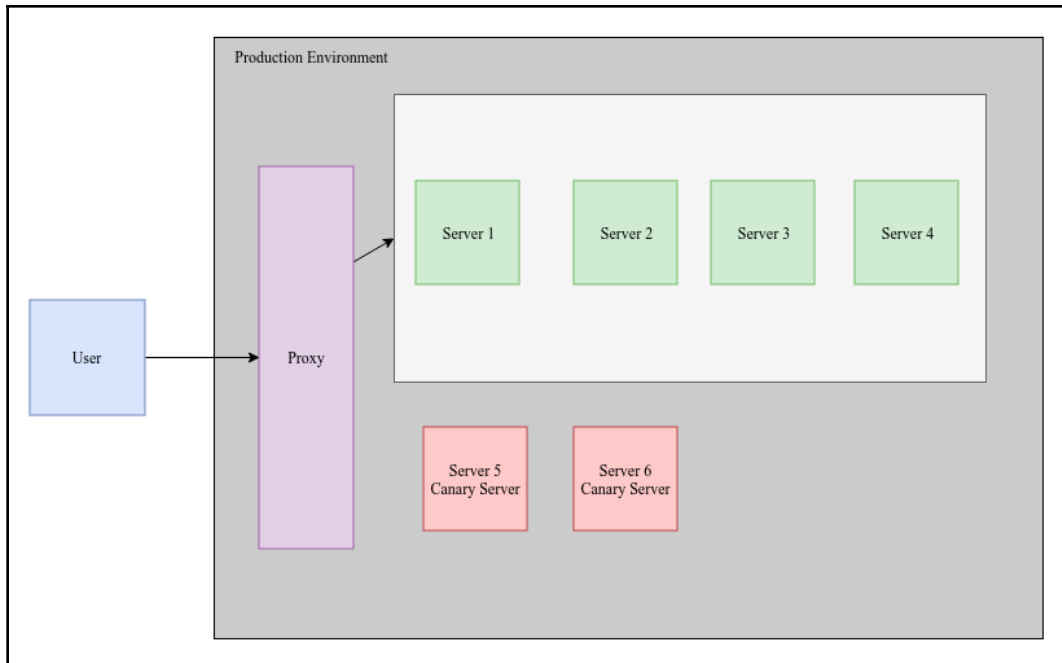 Production Environment
Server 1
Server 2
Server 3
Server 4
User
Proxy
Server 5
Canary Server
Server 6
Canary Server